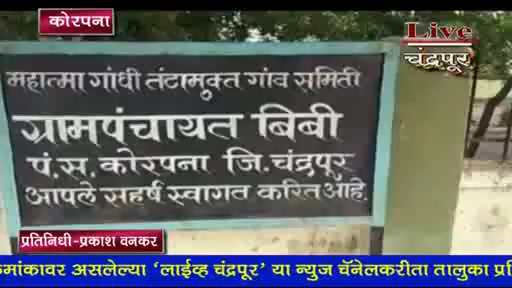 कोरपना
Live
चंद्रपूर
महात्मा गांधी तंटामुक्त गांव समिती
ग्रामपंचायत बिबी
पं.स.कोरपना जि.चंद्रपूर
आपले सहर्ष स्वागत करित आहे.
प्रतिनिधी-प्रकाश वनकर
मांकावर असलेल्या ‘लाईव्ह चंद्रपूर’ या न्युज चॅनेलकरीता तालुका प्रति